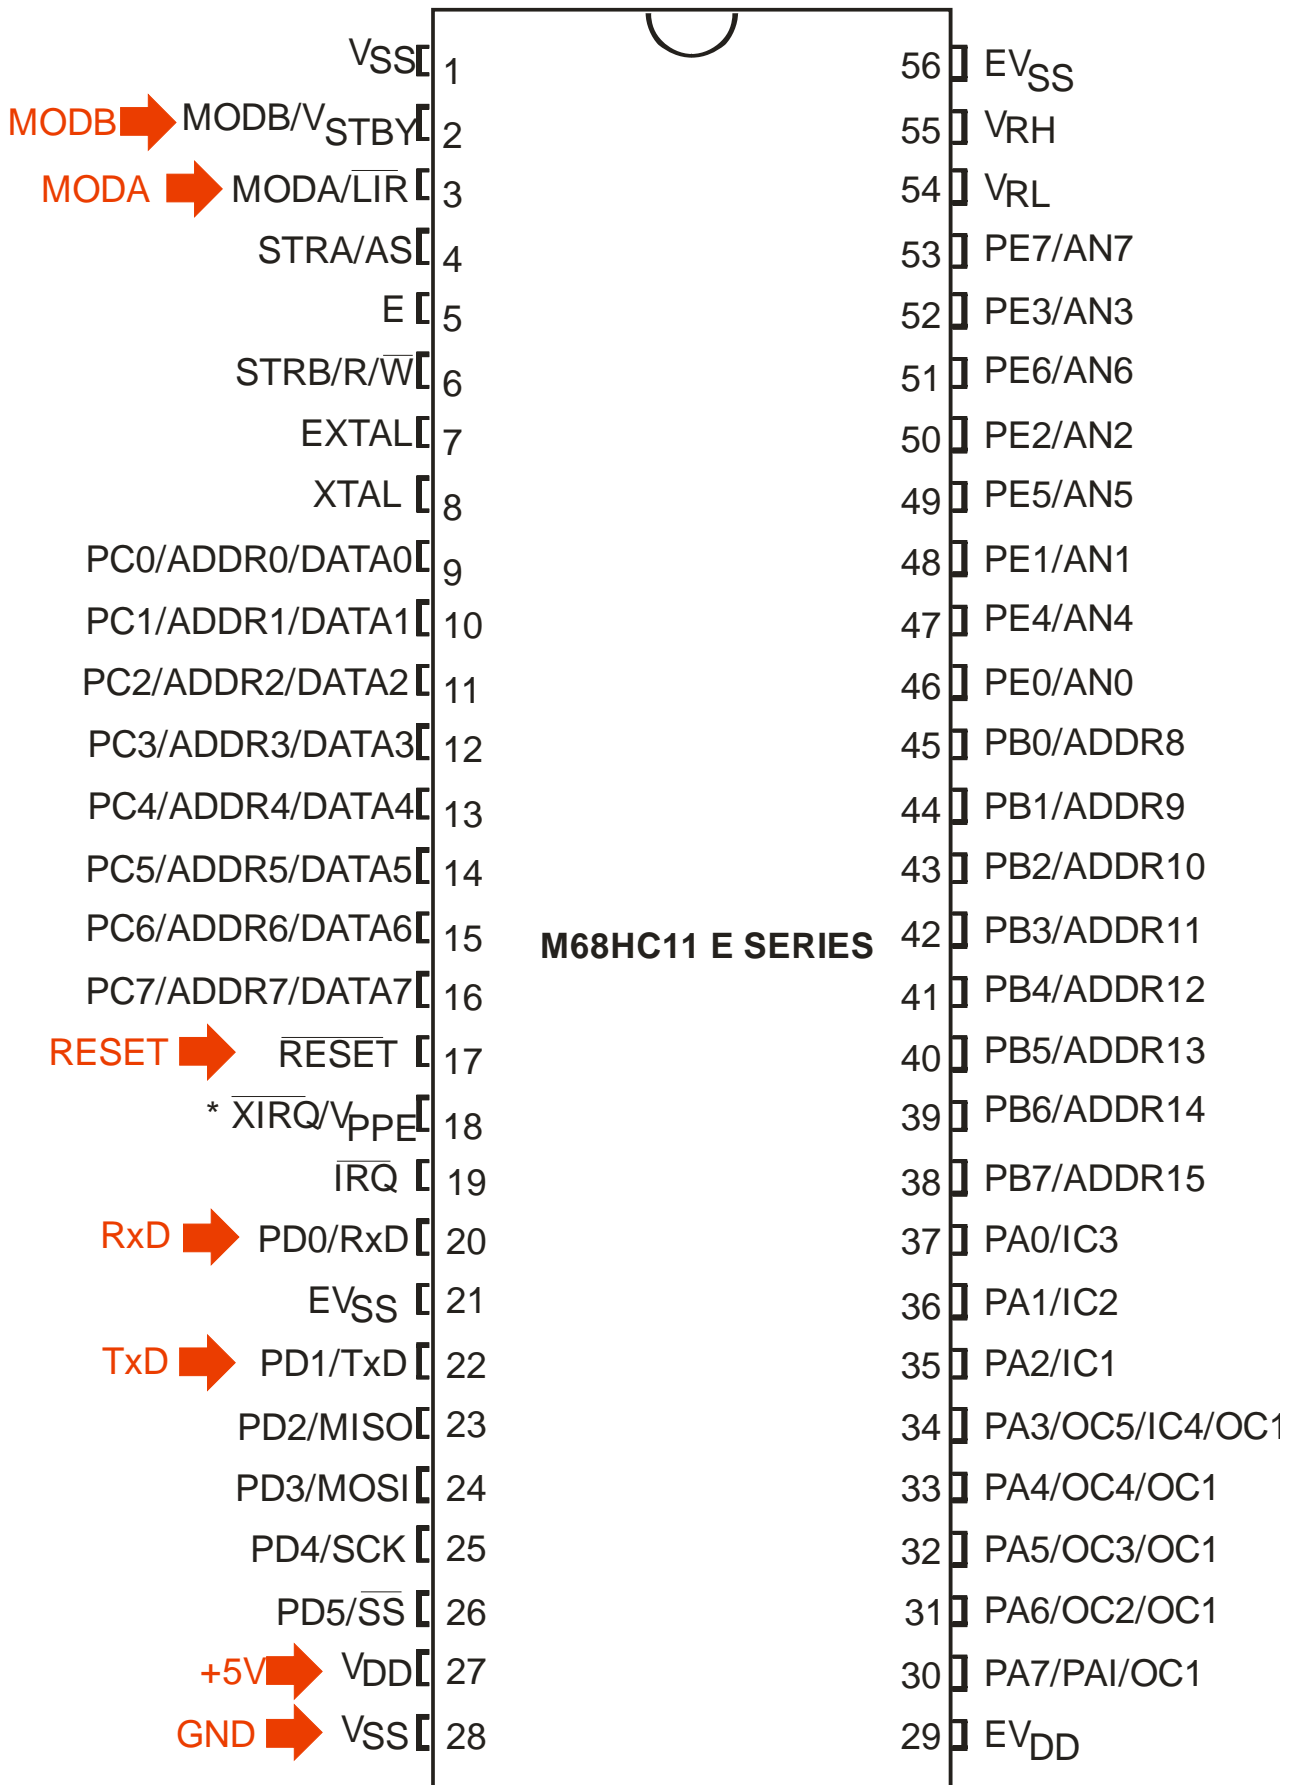 VSS 1 56 EVSS
MODB MODB/VSTBY 2 55 VRH
MODA MODA/LIR 3 54 VRL
STRA/AS 4 53 PE7/AN7
E 5 52 PE3/AN3
STRB/R/W 6 51 PE6/AN6
EXTAL 7 50 PE2/AN2
XTAL 8 49 PE5/AN5
PC0/ADDR0/DATA0 9 48 PE1/AN1
PC1/ADDR1/DATA1 10 47 PE4/AN4
PC2/ADDR2/DATA2 11 46 PE0/AN0
PC3/ADDR3/DATA3 12 45 PB0/ADDR8
PC4/ADDR4/DATA4 13 44 PB1/ADDR9
PC5/ADDR5/DATA5 14 43 PB2/ADDR10
PC6/ADDR6/DATA6 15 M68HC11 E SERIES 42 PB3/ADDR11
PC7/ADDR7/DATA7 16 41 PB4/ADDR12
RESET RESET 17 40 PB5/ADDR13
* XIRQ/VPPE 18 39 PB6/ADDR14
IRQ 19 38 PB7/ADDR15
RxD PD0/RxD 20 37 PA0/IC3
EVSS 21 36 PA1/IC2
TxD PD1/TxD 22 35 PA2/IC1
PD2/MISO 23 34 PA3/OC5/IC4/OC1
PD3/MOSI 24 33 PA4/OC4/OC1
PD4/SCK 25 32 PA5/OC3/OC1
PD5/SS 26 31 PA6/OC2/OC1
+5V VDD 27 30 PA7/PAI/OC1
GND VSS 28 29 EVDD